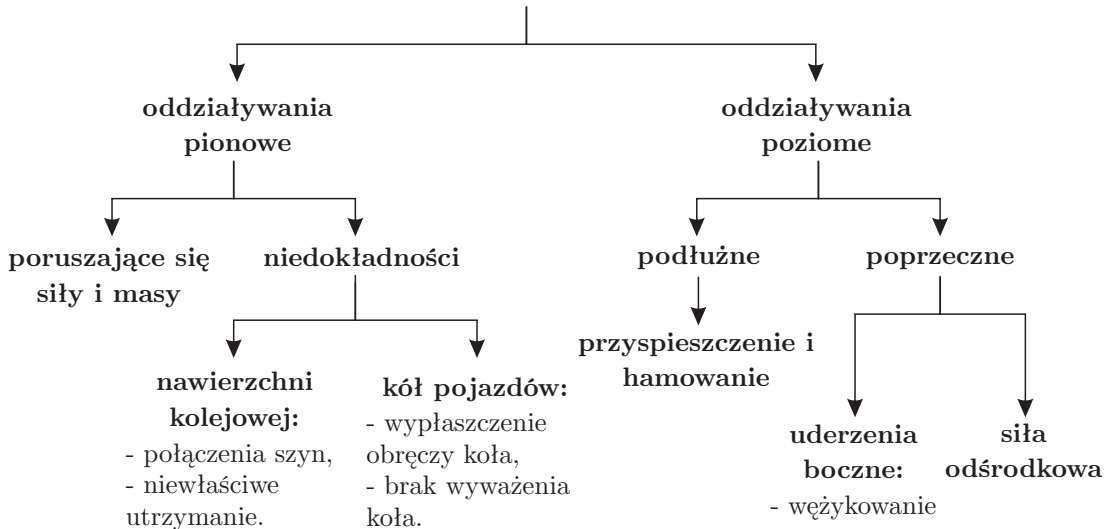 oddziaływania
pionowe
oddziaływania
poziome
poruszające się
siły i masy
niedokładności
podłużne
poprzeczne
przyspieszczenie i
hamowanie
nawierzchni
kolejowej:
- połączenia szyn,
- niewłaściwe
utrzymanie.
kół pojazdów:
- wypłaszczenie
obręczy koła,
- brak wyważenia
koła.
uderzenia
boczne:
- wężykowanie
siła
odśrodkowa